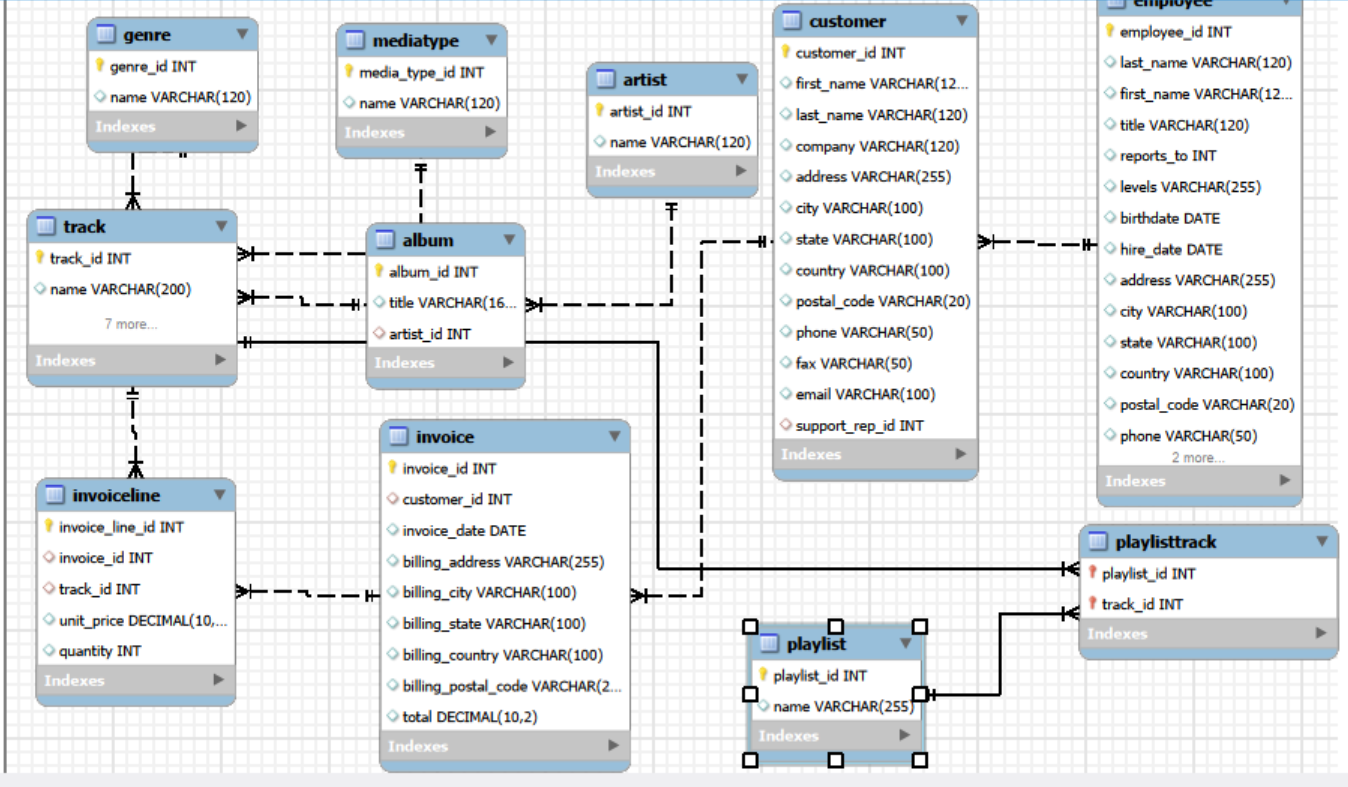 genre
genre_id INT
name VARCHAR(120)
Indexes
mediatype
media_type_id INT
name VARCHAR(120)
Indexes
artist
artist_id INT
name VARCHAR(120)
Indexes
customer
customer_id INT
first_name VARCHAR(12...
last_name VARCHAR(120)
company VARCHAR(120)
address VARCHAR(255)
city VARCHAR(100)
state VARCHAR(100)
country VARCHAR(100)
postal_code VARCHAR(20)
phone VARCHAR(50)
fax VARCHAR(50)
email VARCHAR(100)
support_rep_id INT
Indexes
employee
employee_id INT
last_name VARCHAR(120)
first_name VARCHAR(12...
title VARCHAR(120)
reports_to INT
levels VARCHAR(255)
birthdate DATE
hire_date DATE
address VARCHAR(255)
city VARCHAR(100)
state VARCHAR(100)
country VARCHAR(100)
postal_code VARCHAR(20)
phone VARCHAR(50)
2 more...
Indexes
track
track_id INT
name VARCHAR(200)
7 more...
Indexes
album
album_id INT
title VARCHAR(16...
artist_id INT
Indexes
invoiceline
invoice_line_id INT
invoice_id INT
track_id INT
unit_price DECIMAL(10,...
quantity INT
Indexes
invoice
invoice_id INT
customer_id INT
invoice_date DATE
billing_address VARCHAR(255)
billing_city VARCHAR(100)
billing_state VARCHAR(100)
billing_country VARCHAR(100)
billing_postal_code VARCHAR(2...
total DECIMAL(10,2)
Indexes
playlist
playlist_id INT
name VARCHAR(255)
Indexes
playlisttrack
playlist_id INT
track_id INT
Indexes